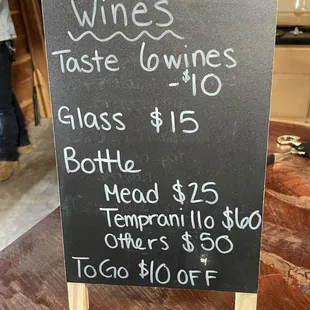 Wines
Taste 6 wines
- $10
Glass $15
Bottle
Mead $25
Tempranillo $60
Others $50
To Go $10 OFF